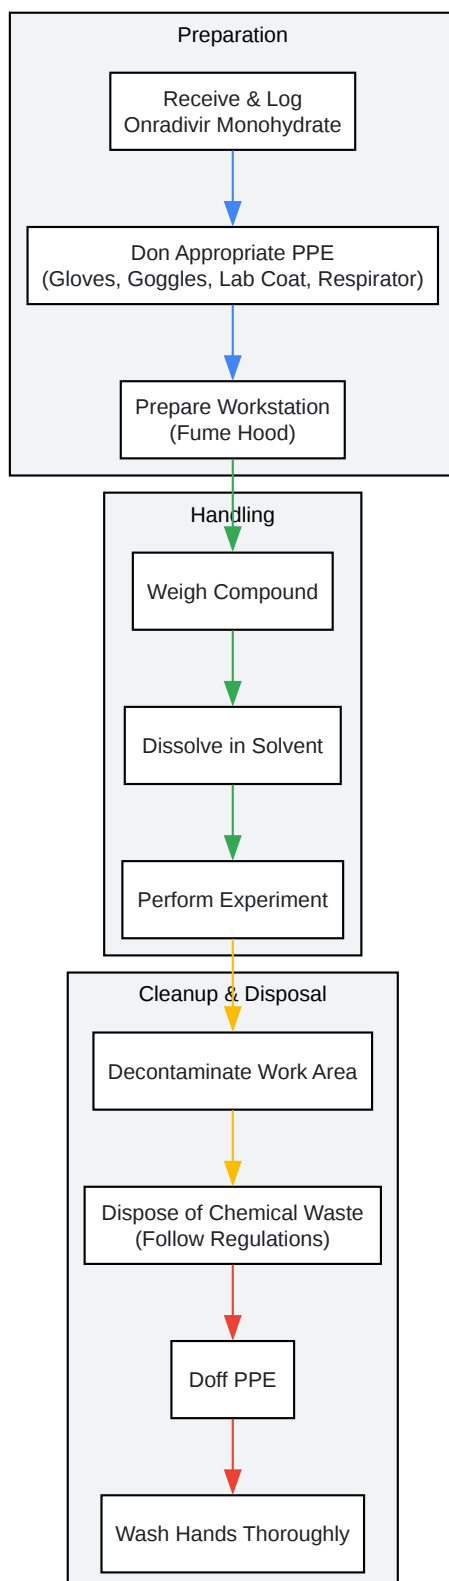 Preparation
Receive & Log
Onradivir Monohydrate
Don Appropriate PPE
(Gloves, Goggles, Lab Coat, Respirator)
Prepare Workstation
(Fume Hood)
Handling
Weigh Compound
Dissolve in Solvent
Perform Experiment
Cleanup & Disposal
Decontaminate Work Area
Dispose of Chemical Waste
(Follow Regulations)
Doff PPE
Wash Hands Thoroughly